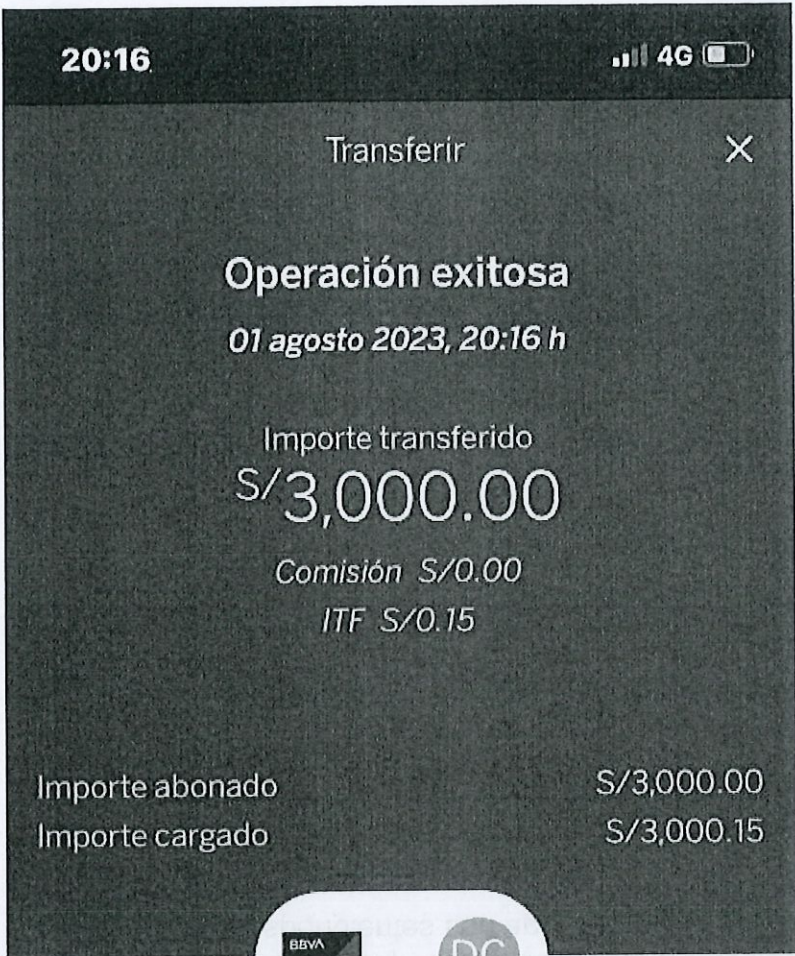 20:16
4G
Transferir
Operación exitosa
01 agosto 2023, 20:16 h
Importe transferido
S/3,000.00
Comisión S/0.00
ITF S/0.15
Importe abonado S/3,000.00
Importe cargado S/3,000.15
BBVA
DC